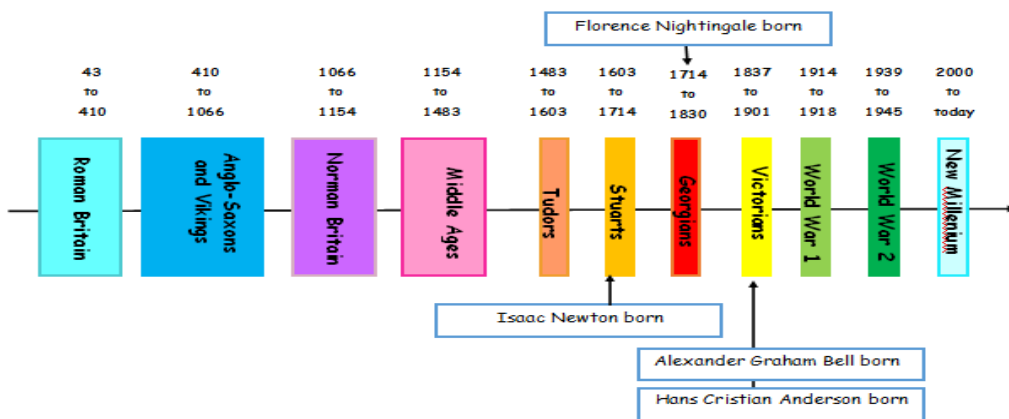 Florence Nightingale born
43 410 1066 1154 1483 1603 1714 1837 1914 1939 2000
to to to to to to to to to to to
410 1066 1154 1483 1603 1714 1830 1901 1918 1945 today
Roman Britain
Anglo-Saxons
and Vikings
Norman Britain
Middle Ages
Tudors
Stuarts
Georgians
Victorians
World War 1
World War 2
New Millenium
Isaac Newton born
Alexander Graham Bell born
Hans Cristian Anderson born